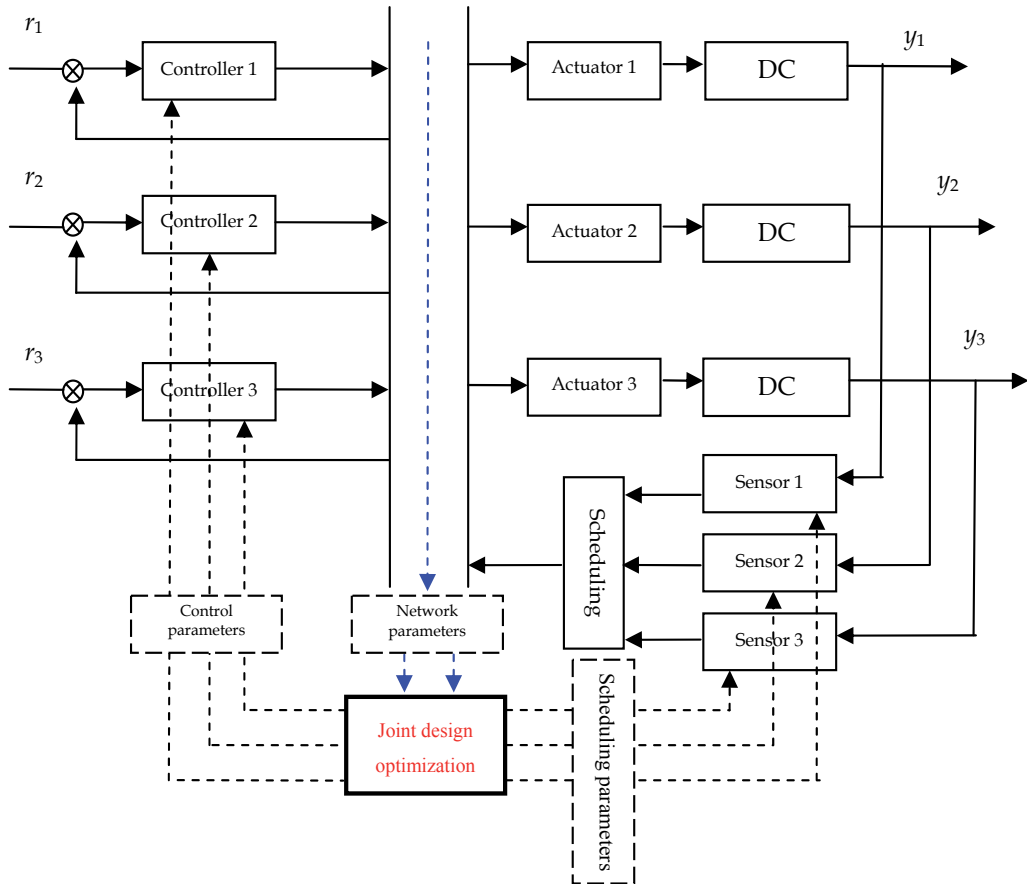 r1
Controller 1
Actuator 1
DC
y1
r2
Controller 2
Actuator 2
DC
y2
r3
Controller 3
Actuator 3
DC
y3
Scheduling
Sensor 1
Sensor 2
Sensor 3
Control
parameters
Network
parameters
Scheduling parameters
Joint design
optimization